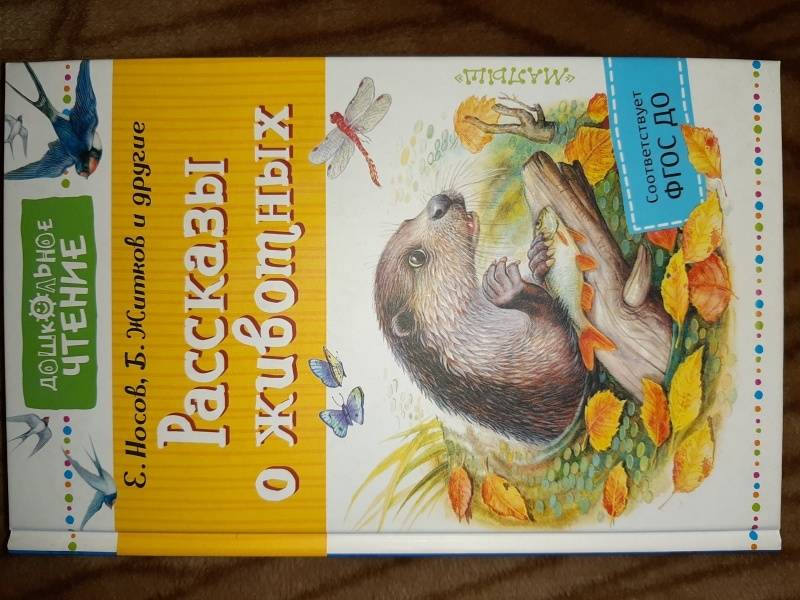 ДОШКОЛЬНОЕ
ЧТЕНИЕ
Е. Носов, Б. Житков и другие
Рассказы
о животных
«МАЛЫШ»
Соответствует
ФГОС ДО